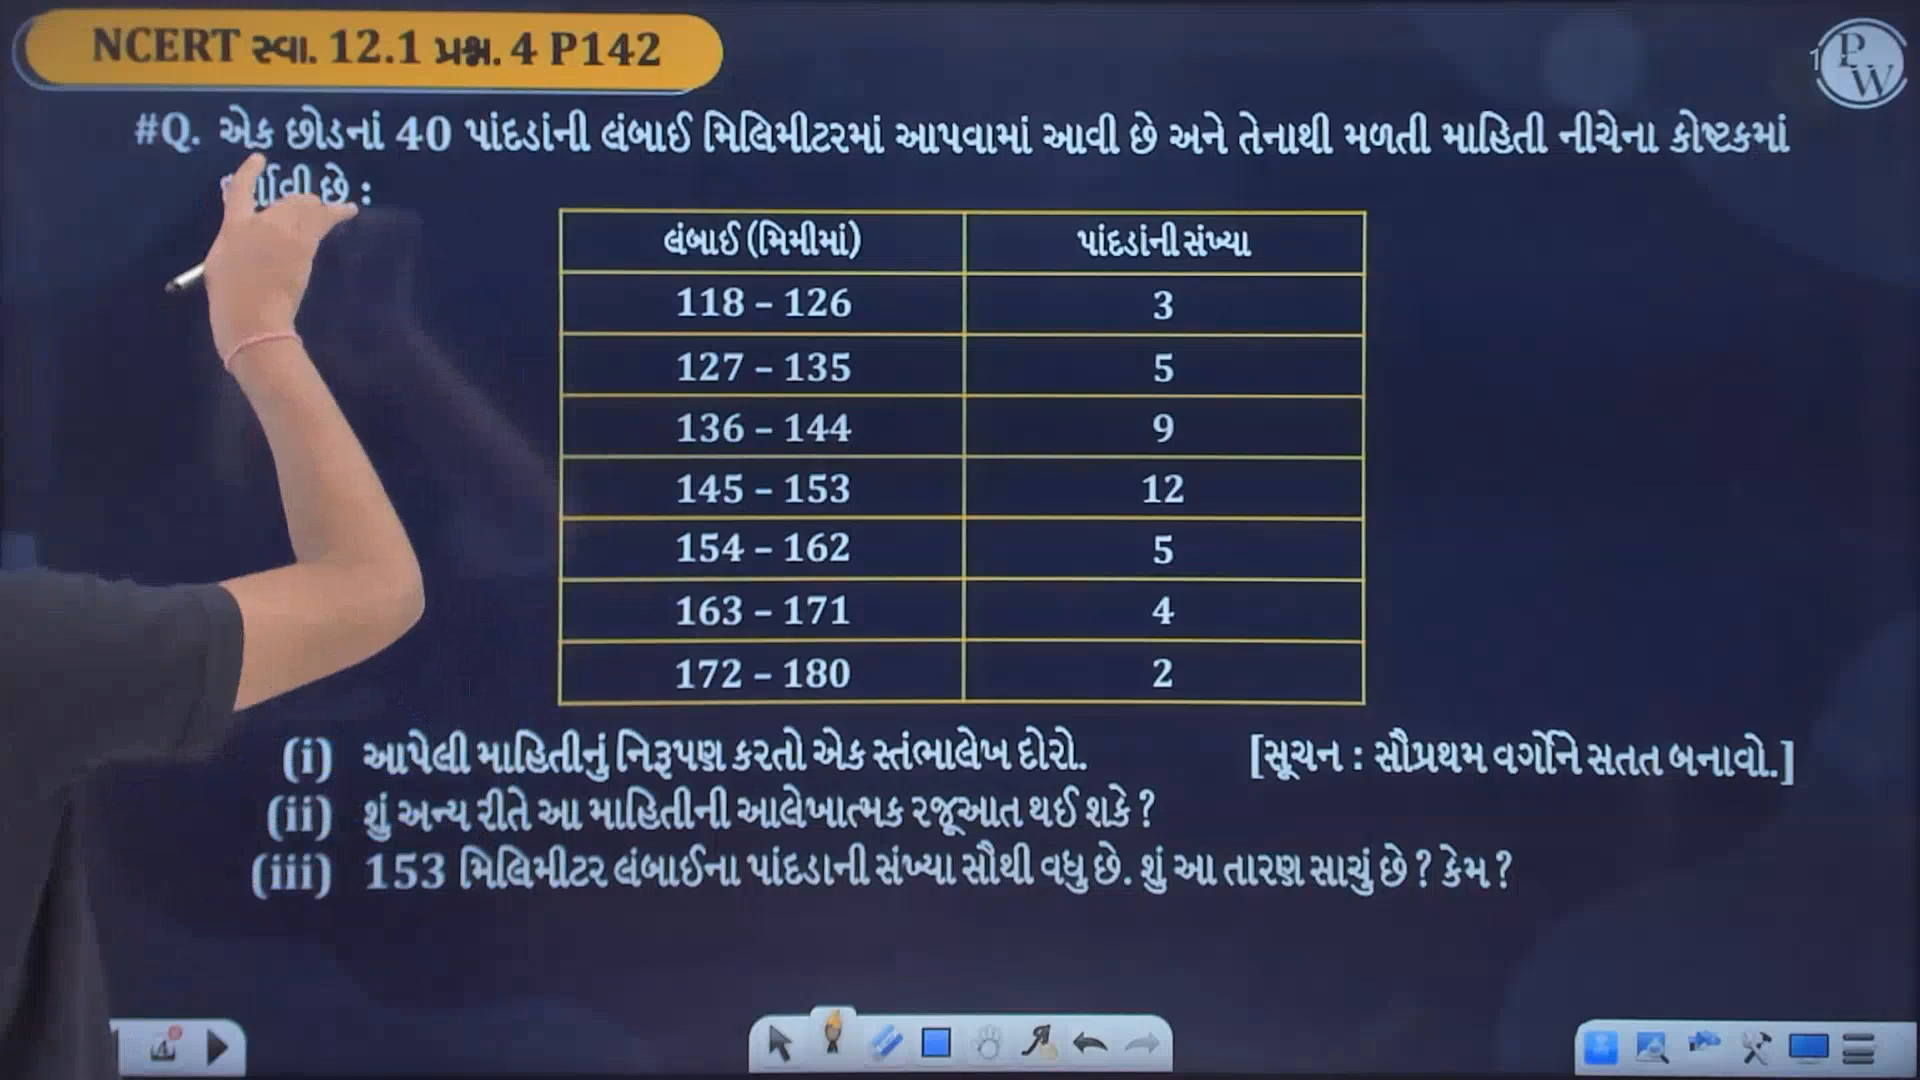 NCERT સ્વા. 12.1 પ્રશ્ન. 4 P142
PW
#Q. એક છોડનાં 40 પાંદડાંની લંબાઈ મિલિમીટરમાં આપવામાં આવી છે અને તેનાથી મળતી માહિતી નીચેના કોષ્ટકમાં
છે :
લંબાઈ (મિમીમાં) પાંદડાંની સંખ્યા
118 – 126 3
127 – 135 5
136 – 144 9
145 – 153 12
154 – 162 5
163 – 171 4
172 – 180 2
(i) આપેલી માહિતીનું નિરૂપણ કરતો એક સ્તંભાલેખ દોરો. [સૂચન : સૌપ્રથમ વર્ગોને સતત બનાવો.]
(ii) શું અન્ય રીતે આ માહિતીની આલેખાત્મક રજૂઆત થઈ શકે ?
(iii) 153 મિલિમીટર લંબાઈના પાંદડાની સંખ્યા સૌથી વધુ છે. શું આ તારણ સાચું છે ? કેમ ?